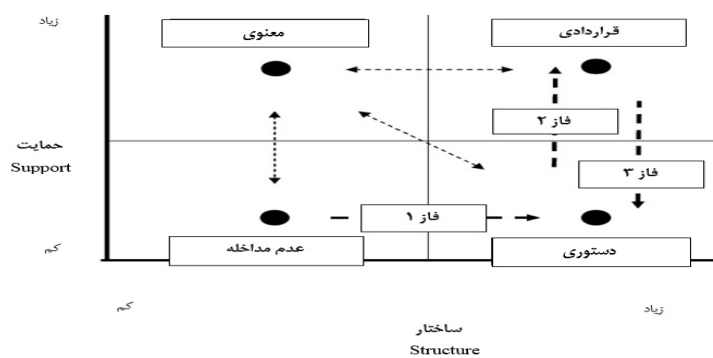 زیاد
معنوی
قراردادی
فاز ۲
حمایت
Support
فاز ۳
فاز ۱
کم
عدم مداخله
دستوری
کم
زیاد
ساختار
Structure